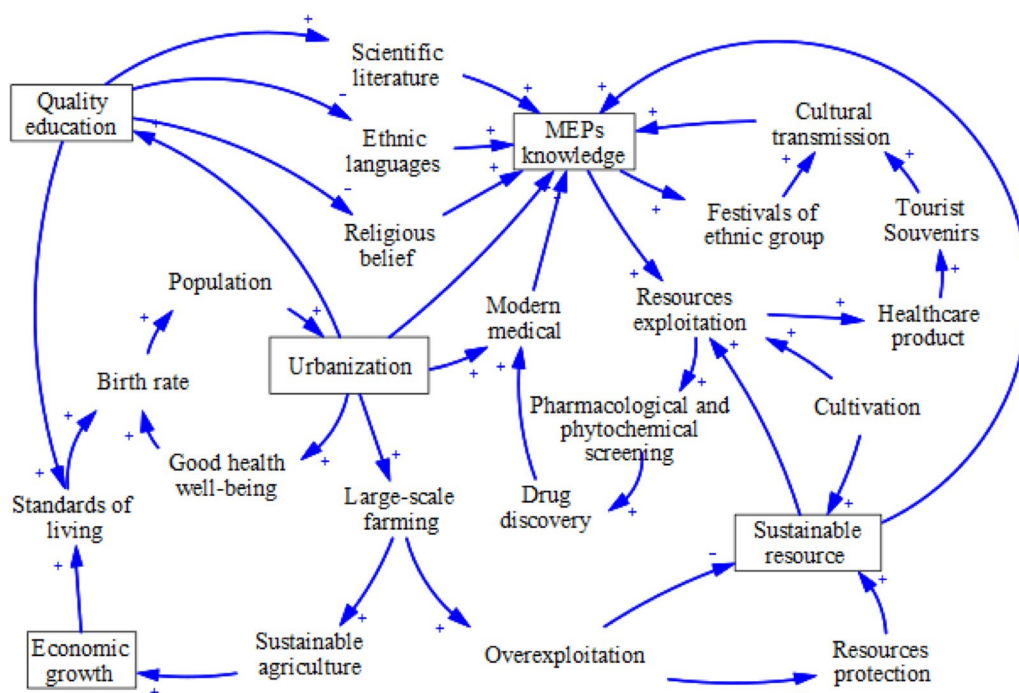 Scientific
literature
Quality
education
Ethnic
languages
MEPs
knowledge
Cultural
transmission
Religious
belief
Festivals of
ethnic group
Tourist
Souvenirs
Population
Modern
medical
Resources
exploitation
Healthcare
product
Urbanization
Birth rate
Pharmacological and
phytochemical
screening
Cultivation
Good health
well-being
Large-scale
farming
Drug
discovery
Standards of
living
Sustainable
resource
Economic
growth
Sustainable
agriculture
Overexploitation
Resources
protection